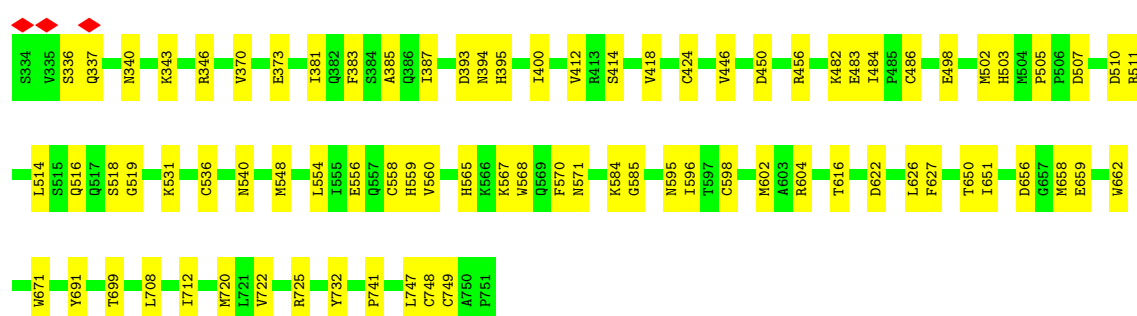 S334 V335 S336 Q337 N340 K343 R346 V370 E373 I381 Q382 F383 S384 A385 Q386 I387 D393 N394 H395 I400 V412 R413 S414 V418 C424 V446 D450 R456 K482 E483 I484 P485 C486 E498 M502 H503 M504 P505 P506 D507 D510 R511
L514 S515 Q516 Q517 S518 G519 K531 C536 N540 M548 L554 I555 E556 Q557 C558 H559 V560 H565 K566 K567 W568 Q569 F570 N571 K584 G585 N595 I596 T597 C598 M602 A603 R604 T616 D622 L626 F627 T650 I651 D656 G657 M658 E659 W662
W671 Y691 T699 L708 I712 M720 L721 V722 R725 Y732 P741 L747 C748 C749 A750 P751